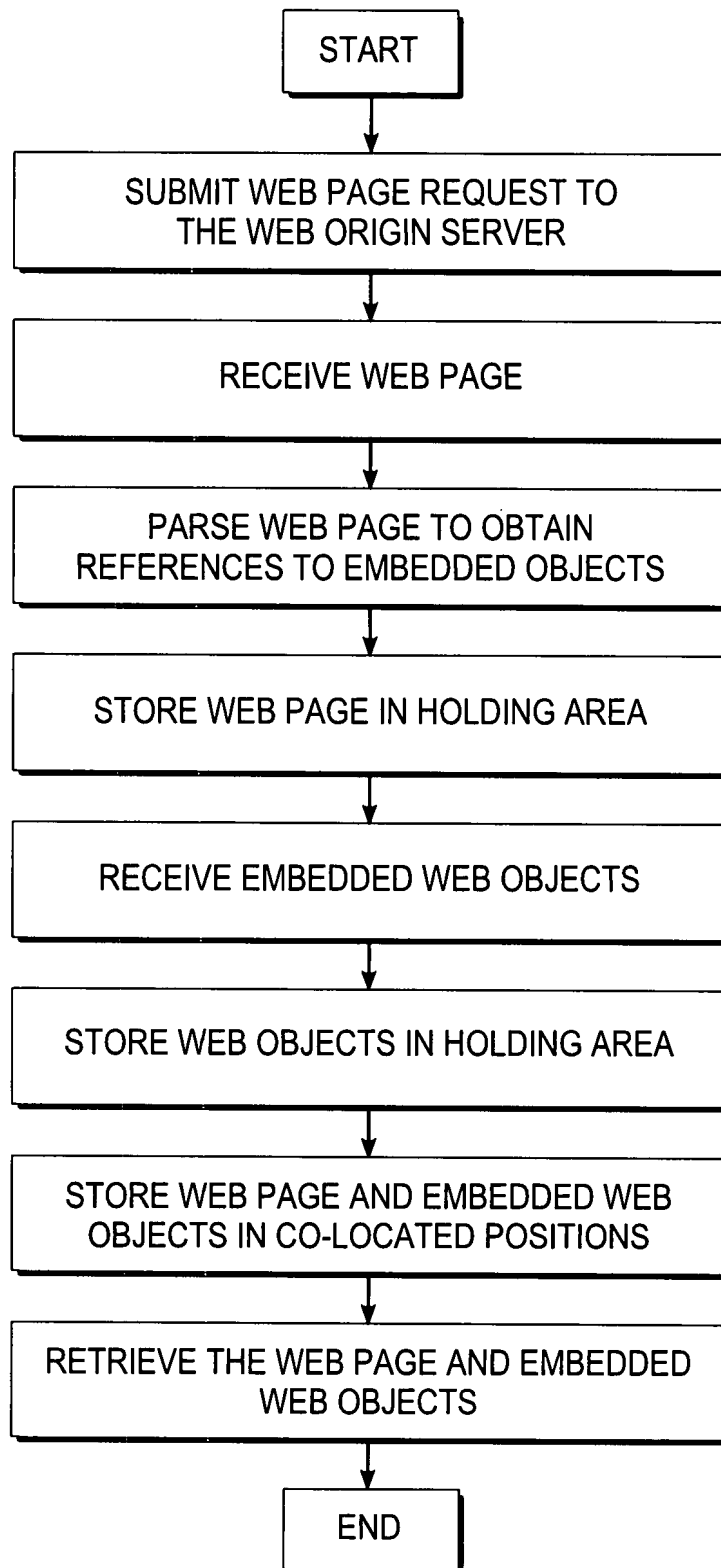 START
SUBMIT WEB PAGE REQUEST TO
THE WEB ORIGIN SERVER
RECEIVE WEB PAGE
PARSE WEB PAGE TO OBTAIN
REFERENCES TO EMBEDDED OBJECTS
STORE WEB PAGE IN HOLDING AREA
RECEIVE EMBEDDED WEB OBJECTS
STORE WEB OBJECTS IN HOLDING AREA
STORE WEB PAGE AND EMBEDDED WEB
OBJECTS IN CO-LOCATED POSITIONS
RETRIEVE THE WEB PAGE AND EMBEDDED
WEB OBJECTS
END